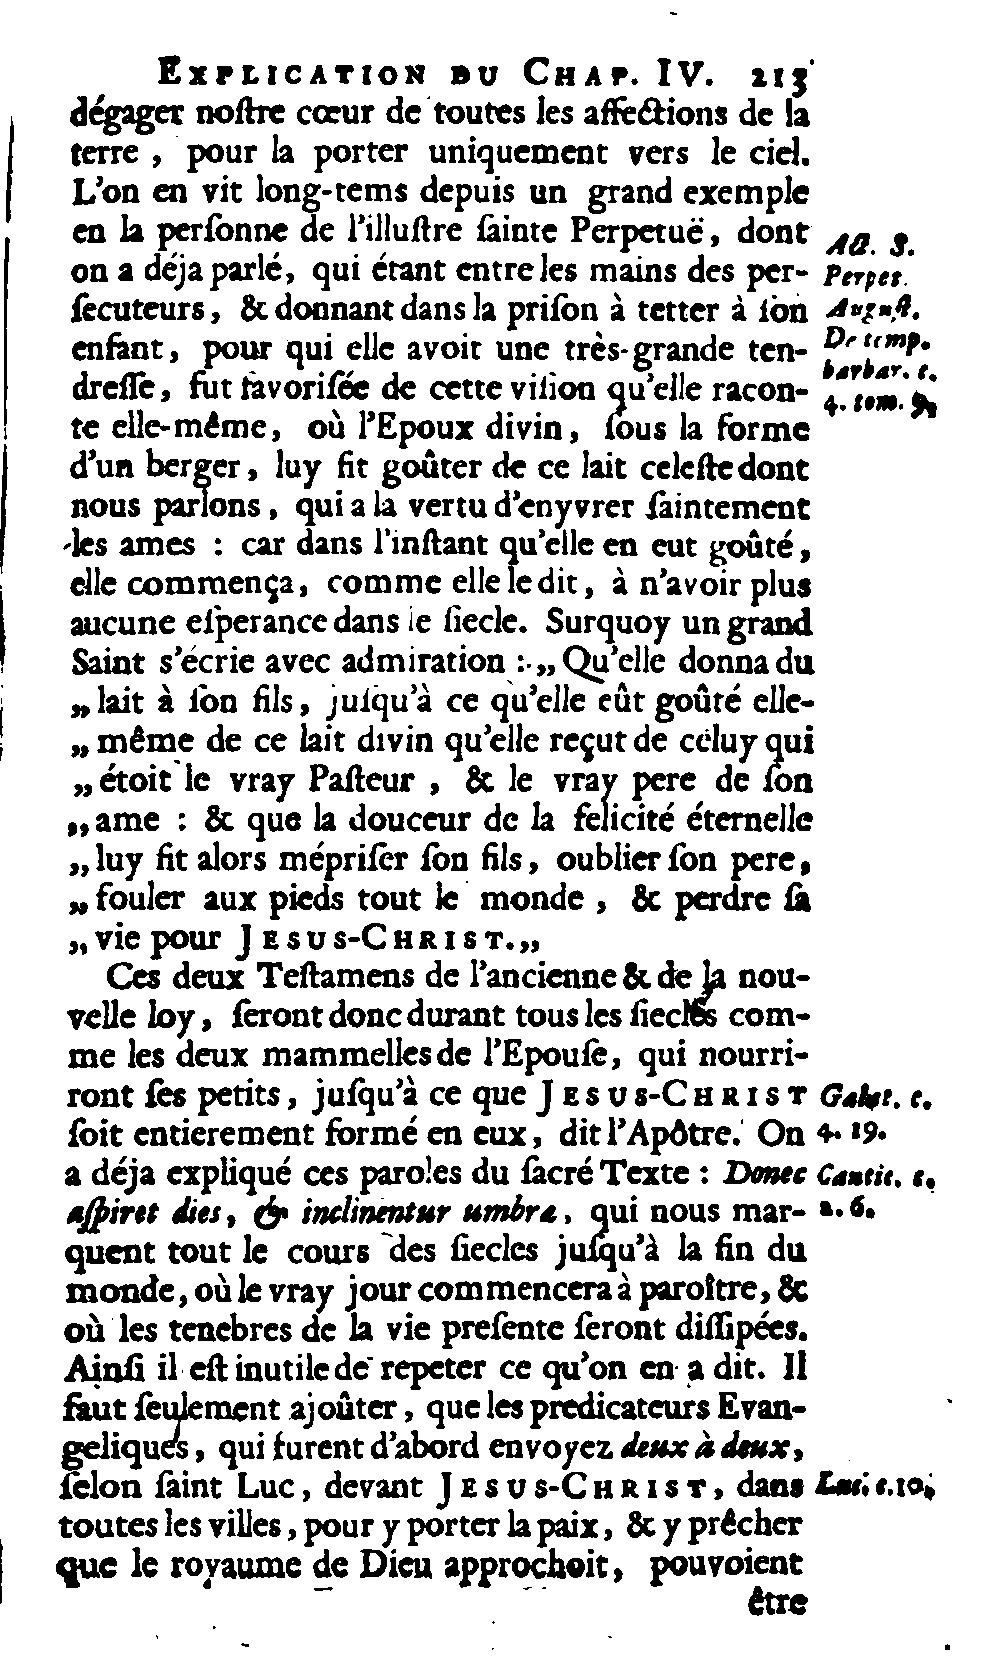 EXPLICATION DU CHAP. IV. 213
dégager noſtre cœur de toutes les affections de la
terre, pour la porter uniquement vers le ciel.
L'on en vit long-tems depuis un grand exemple
en la perſonne de l'illuſtre ſainte Perpetuë, dont
on a déja parlé, qui étant entre les mains des per-
ſecuteurs, & donnant dans la priſon à tetter à ſon
enfant, pour qui elle avoit une très-grande ten-
dreſſe, fut favoriſée de cette viſion qu'elle racon-
te elle-même, où l'Epoux divin, ſous la forme
d'un berger, luy fit goûter de ce lait celeſte dont
nous parlons, qui a la vertu d'enyvrer ſaintement
les ames : car dans l'inſtant qu'elle en eut goûté,
elle commença, comme elle le dit, à n'avoir plus
aucune eſperance dans le ſiecle. Surquoy un grand
Saint s'écrie avec admiration : „ Qu'elle donna du
„ lait à ſon fils, juſqu'à ce qu'elle eût goûté elle-
„ même de ce lait divin qu'elle reçut de celuy qui
„ étoit le vray Paſteur, & le vray pere de ſon
„ ame : & que la douceur de la felicité éternelle
„ luy fit alors mépriſer ſon fils, oublier ſon pere,
„ fouler aux pieds tout le monde, & perdre ſa
„ vie pour JESUS-CHRIST. „
Ces deux Teſtamens de l'ancienne & de la nou-
velle loy, ſeront donc durant tous les ſiecles com-
me les deux mammelles de l'Epouſe, qui nourri-
ront ſes petits, juſqu'à ce que JESUS-CHRIST
ſoit entierement formé en eux, dit l'Apôtre. On
a déja expliqué ces paroles du ſacré Texte : Donec
aſpiret dies, & inclinentur umbræ, qui nous mar-
quent tout le cours des ſiecles juſqu'à la fin du
monde, où le vray jour commencera à paroître, &
où les tenebres de la vie preſente ſeront diſſipées.
Ainſi il eſt inutile de repeter ce qu'on en a dit. Il
faut ſeulement ajoûter, que les predicateurs Evan-
geliques, qui furent d'abord envoyez deux à deux,
ſelon ſaint Luc, devant JESUS-CHRIST, dans
toutes les villes, pour y porter la paix, & y prêcher
que le royaume de Dieu approchoit, pouvoient
être
Act. S.
Perpet.
Auguſt.
De temp.
barbar. c.
4. tom. 9.
Galat. c.
4. 19.
Cantic. c.
2. 6.
Luc. c. 10.